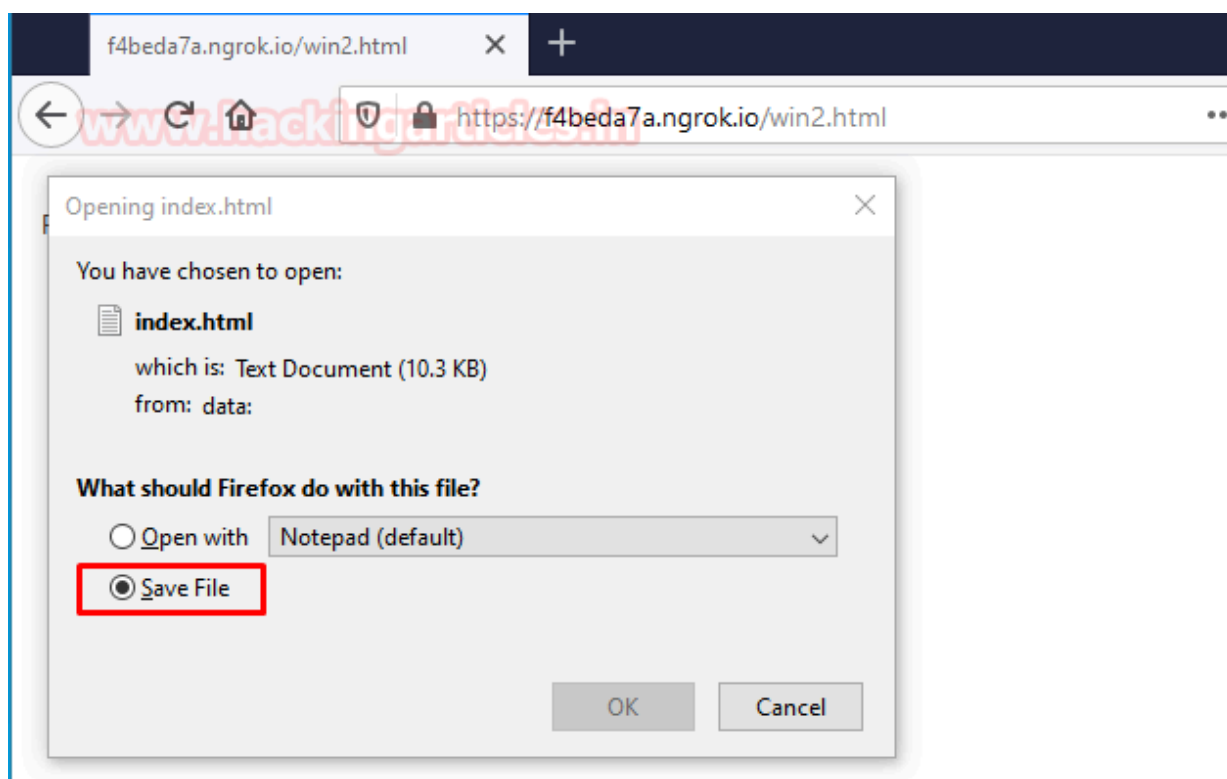 f4beda7a.ngrok.io/win2.html
www.hackingarticles.in
https://f4beda7a.ngrok.io/win2.html
Opening index.html
You have chosen to open:
index.html
which is: Text Document (10.3 KB)
from: data:
What should Firefox do with this file?
Open with Notepad (default)
Save File
OK Cancel